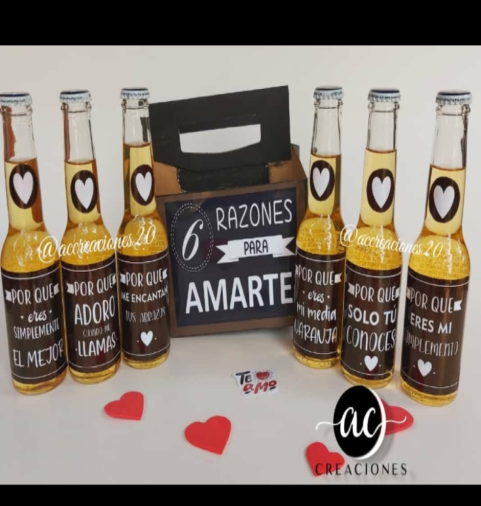 6
RAZONES
PARA
AMARTE
@accreaciones20
POR QUE
eres
SIMPLEMENTE
EL MEJOR
POR QUE
ADORO
CUANDO ME
LLAMAS
POR QUE
ME ENCANTAN
TUS ABRAZOS
POR QUE
eres
mi media
NARANJA
POR QUE
SOLO TÚ
CONOCES
POR QUE
ERES MI
COMPLEMENTO
@accreaciones20
TE
amo
ac
CREACIONES